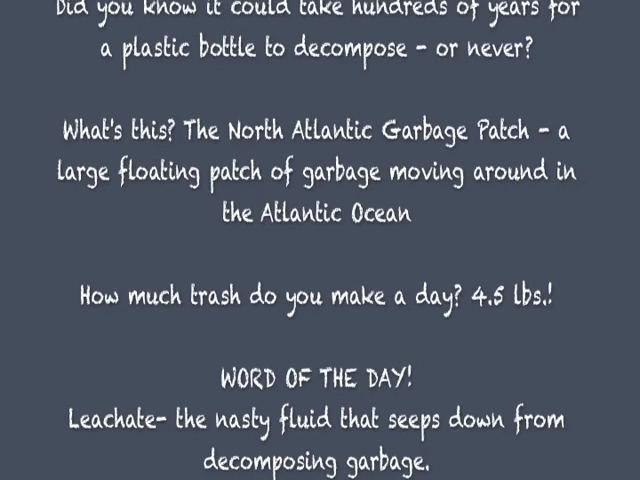 Did you know it could take hundreds of years for
a plastic bottle to decompose - or never?
What's this? The North Atlantic Garbage Patch - a
large floating patch of garbage moving around in
the Atlantic Ocean
How much trash do you make a day? 4.5 lbs.!
WORD OF THE DAY!
Leachate- the nasty fluid that seeps down from
decomposing garbage.